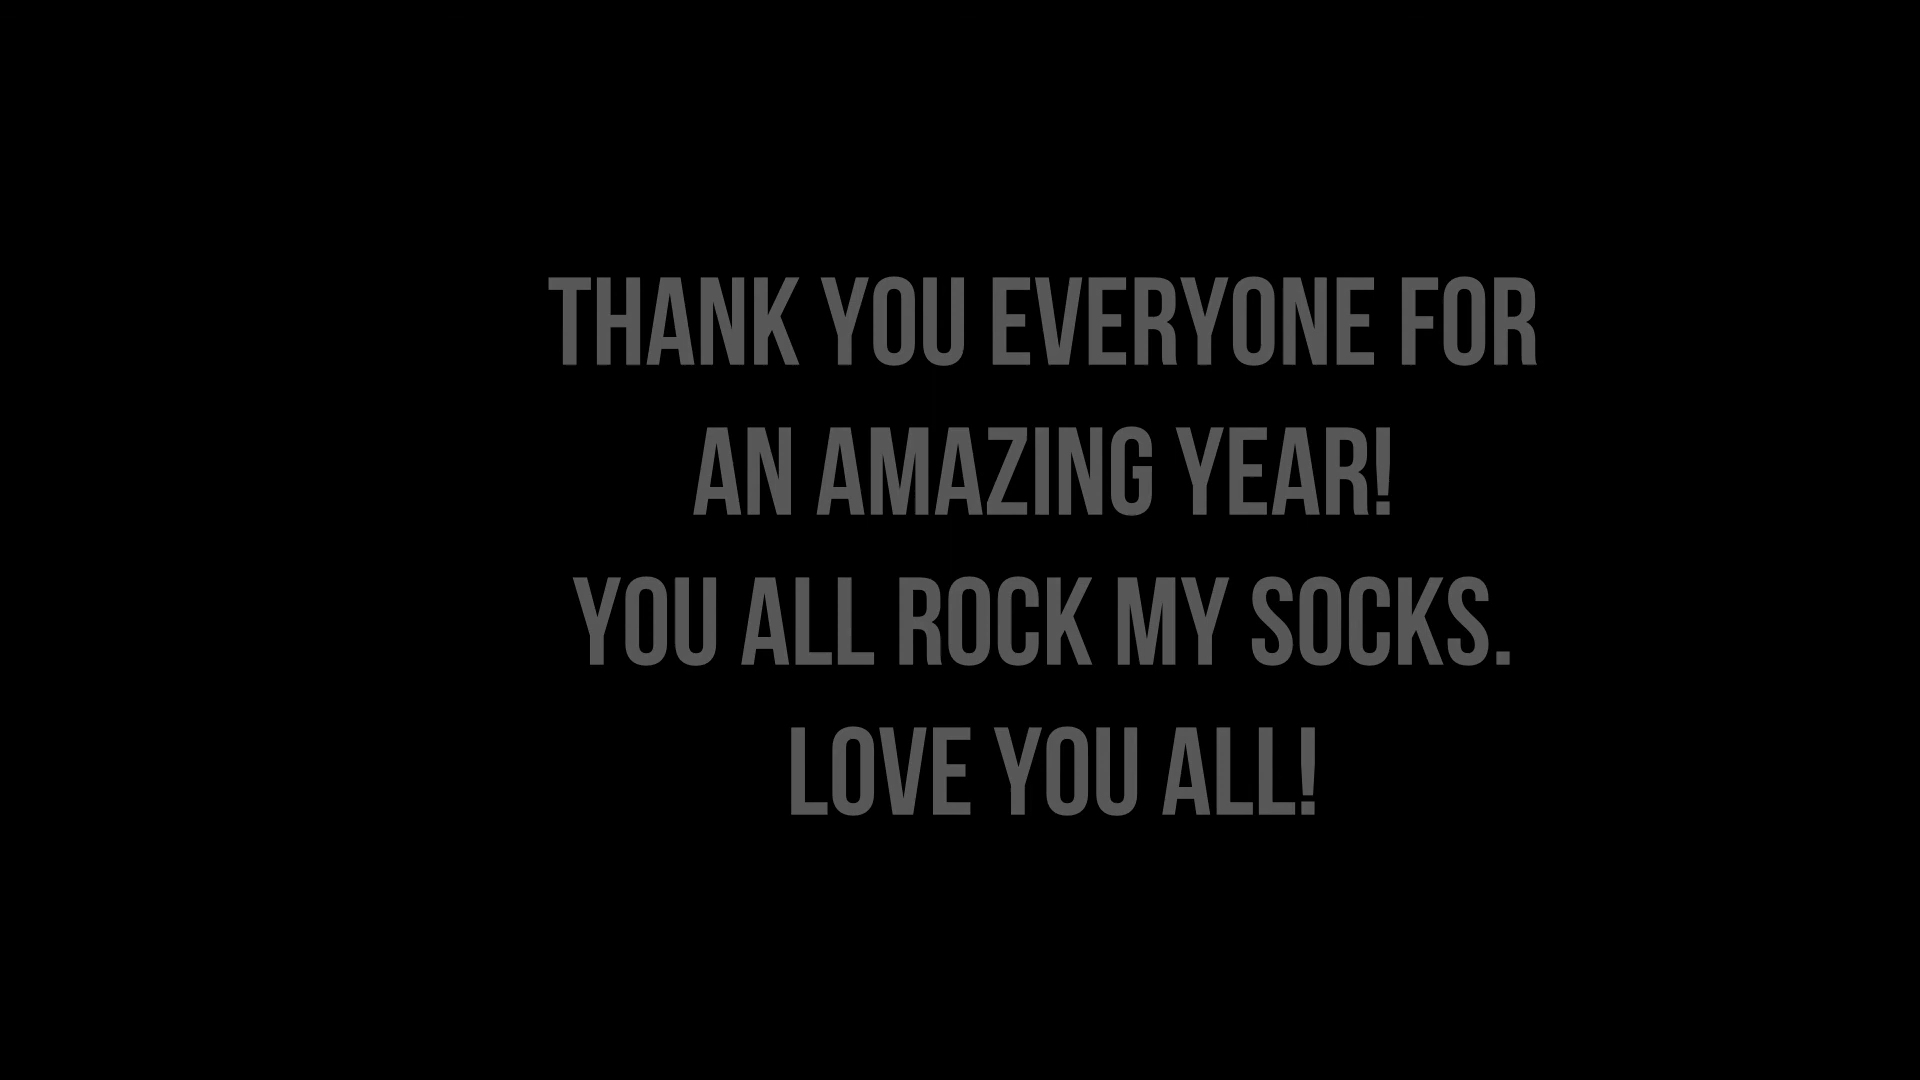 THANK YOU EVERYONE FOR
AN AMAZING YEAR!
YOU ALL ROCK MY SOCKS.
LOVE YOU ALL!